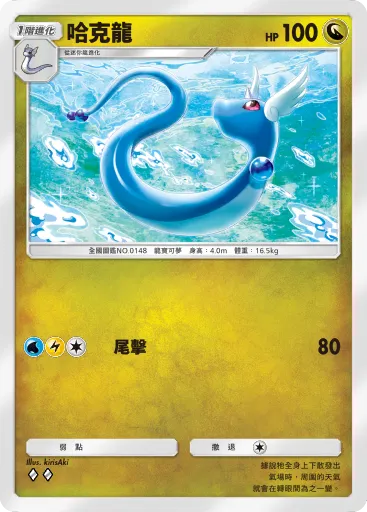 1階進化
哈克龍
HP 100
從迷你龍進化
全國圖鑑NO.0148 龍寶可夢 身高:4.0m 體重:16.5kg
尾擊 80
弱點
撤退
Illus. kirisAki
據說牠全身上下散發出
氣場時,周圍的天氣
就會在轉眼間為之一變。